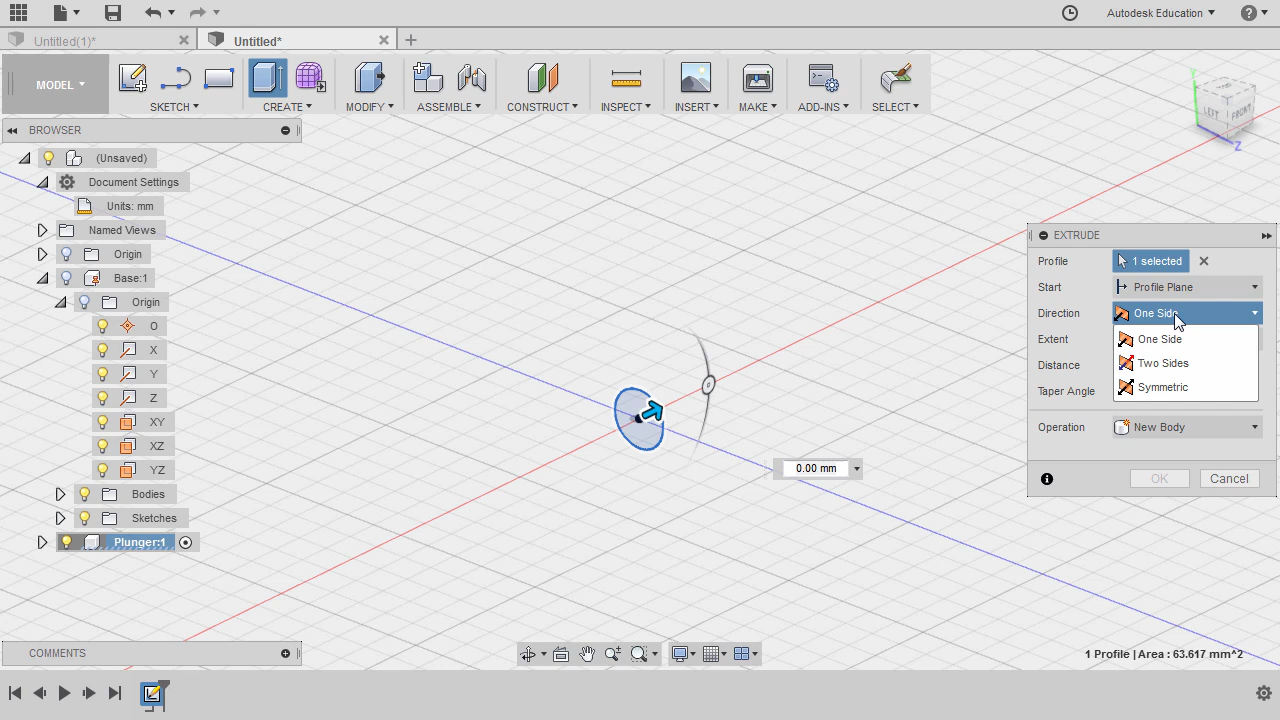 Autodesk Education
Untitled(1)*
Untitled*
MODEL
SKETCH
CREATE
MODIFY
ASSEMBLE
CONSTRUCT
INSPECT
INSERT
MAKE
ADD-INS
SELECT
BROWSER
(Unsaved)
Document Settings
Units: mm
Named Views
Origin
Base:1
Origin
O
X
Y
Z
XY
XZ
YZ
Bodies
Sketches
Plunger:1
Y
LEFT
FRONT
Z
0.00 mm
EXTRUDE
Profile
1 selected
Start
Profile Plane
Direction
One Side
Extent
One Side
Two Sides
Distance
Symmetric
Taper Angle
Operation
New Body
OK
Cancel
COMMENTS
1 Profile | Area : 63.617 mm^2